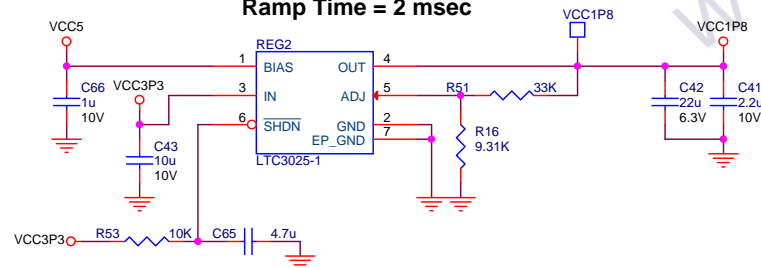 Ramp Time = 2 msec
VCC5
REG2
VCC1P8
VCC1P8
1
BIAS
OUT
4
C66
1u
10V
VCC3P3
3
IN
ADJ
5
R51
33K
C42
22u
6.3V
C41
2.2u
10V
6
SHDN
GND
2
EP_GND
7
R16
9.31K
C43
10u
10V
LTC3025-1
VCC3P3
R53
10K
C65
4.7u